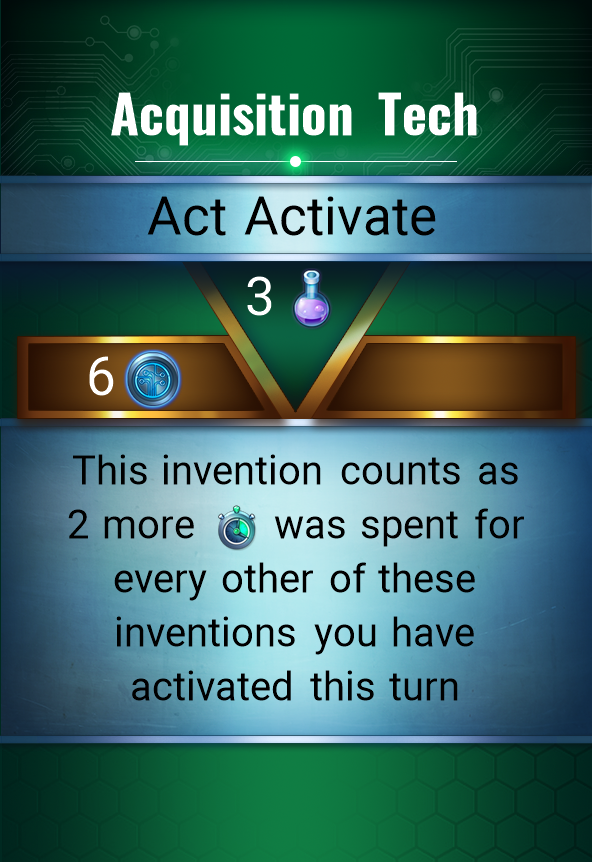 Acquisition Tech
Act Activate
3
6
This invention counts as
2 more was spent for
every other of these
inventions you have
activated this turn